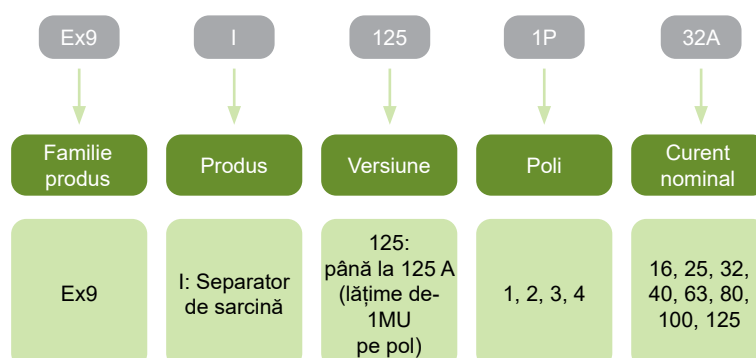 Ex9
I
125
1P
32A
Familie
produs
Produs
Versiune
Poli
Curent
nominal
Ex9
I: Separator
de sarcină
125:
până la 125 A
(lățime de-
1MU
pe pol)
1, 2, 3, 4
16, 25, 32,
40, 63, 80,
100, 125